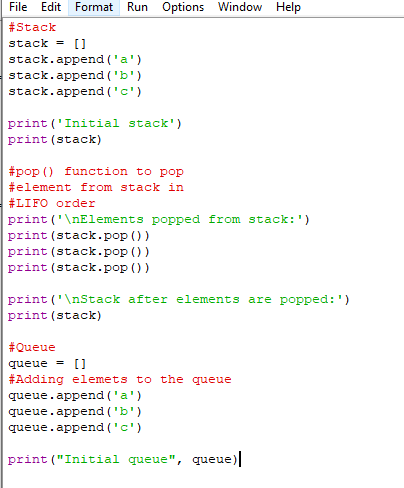 File Edit Format Run Options Window Help
#Stack
stack = []
stack.append('a')
stack.append('b')
stack.append('c')
print('Initial stack')
print(stack)
#pop() function to pop
#element from stack in
#LIFO order
print('\nElements popped from stack:')
print(stack.pop())
print(stack.pop())
print(stack.pop())
print('\nStack after elements are popped:')
print(stack)
#Queue
queue = []
#Adding elemets to the queue
queue.append('a')
queue.append('b')
queue.append('c')
print("Initial queue", queue)